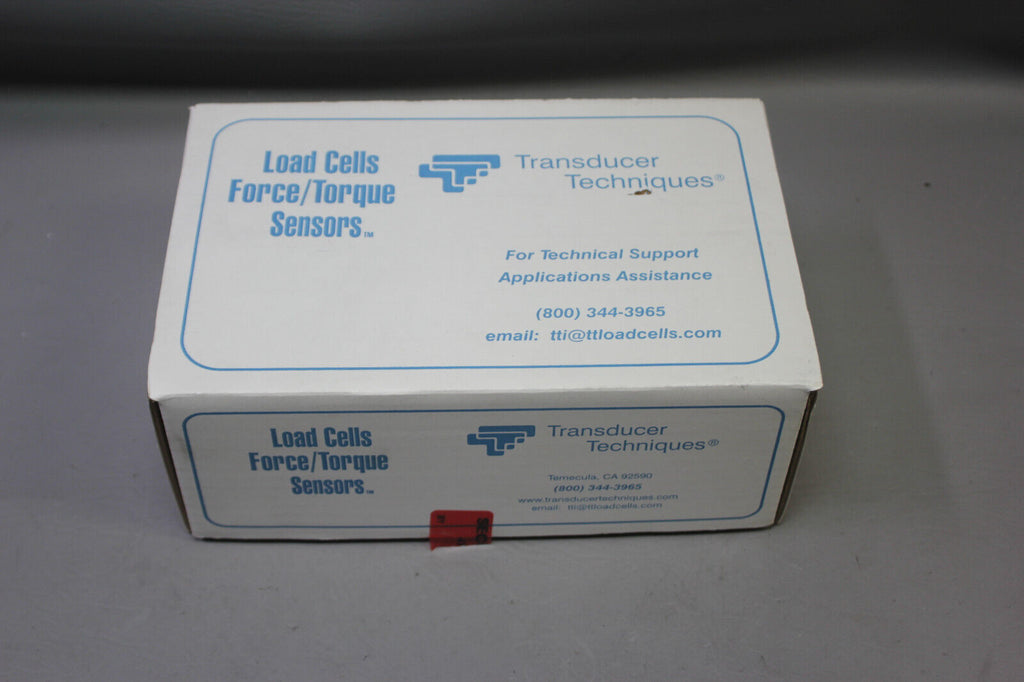 Load Cells
Force/Torque
Sensors™
Transducer
Techniques®
For Technical Support
Applications Assistance
(800) 344-3965
email: tti@ttloadcells.com
Load Cells
Force/Torque
Sensors™
Transducer
Techniques®
Temecula, CA 92590
(800) 344-3965
www.transducertechniques.com
email: tti@ttloadcells.com